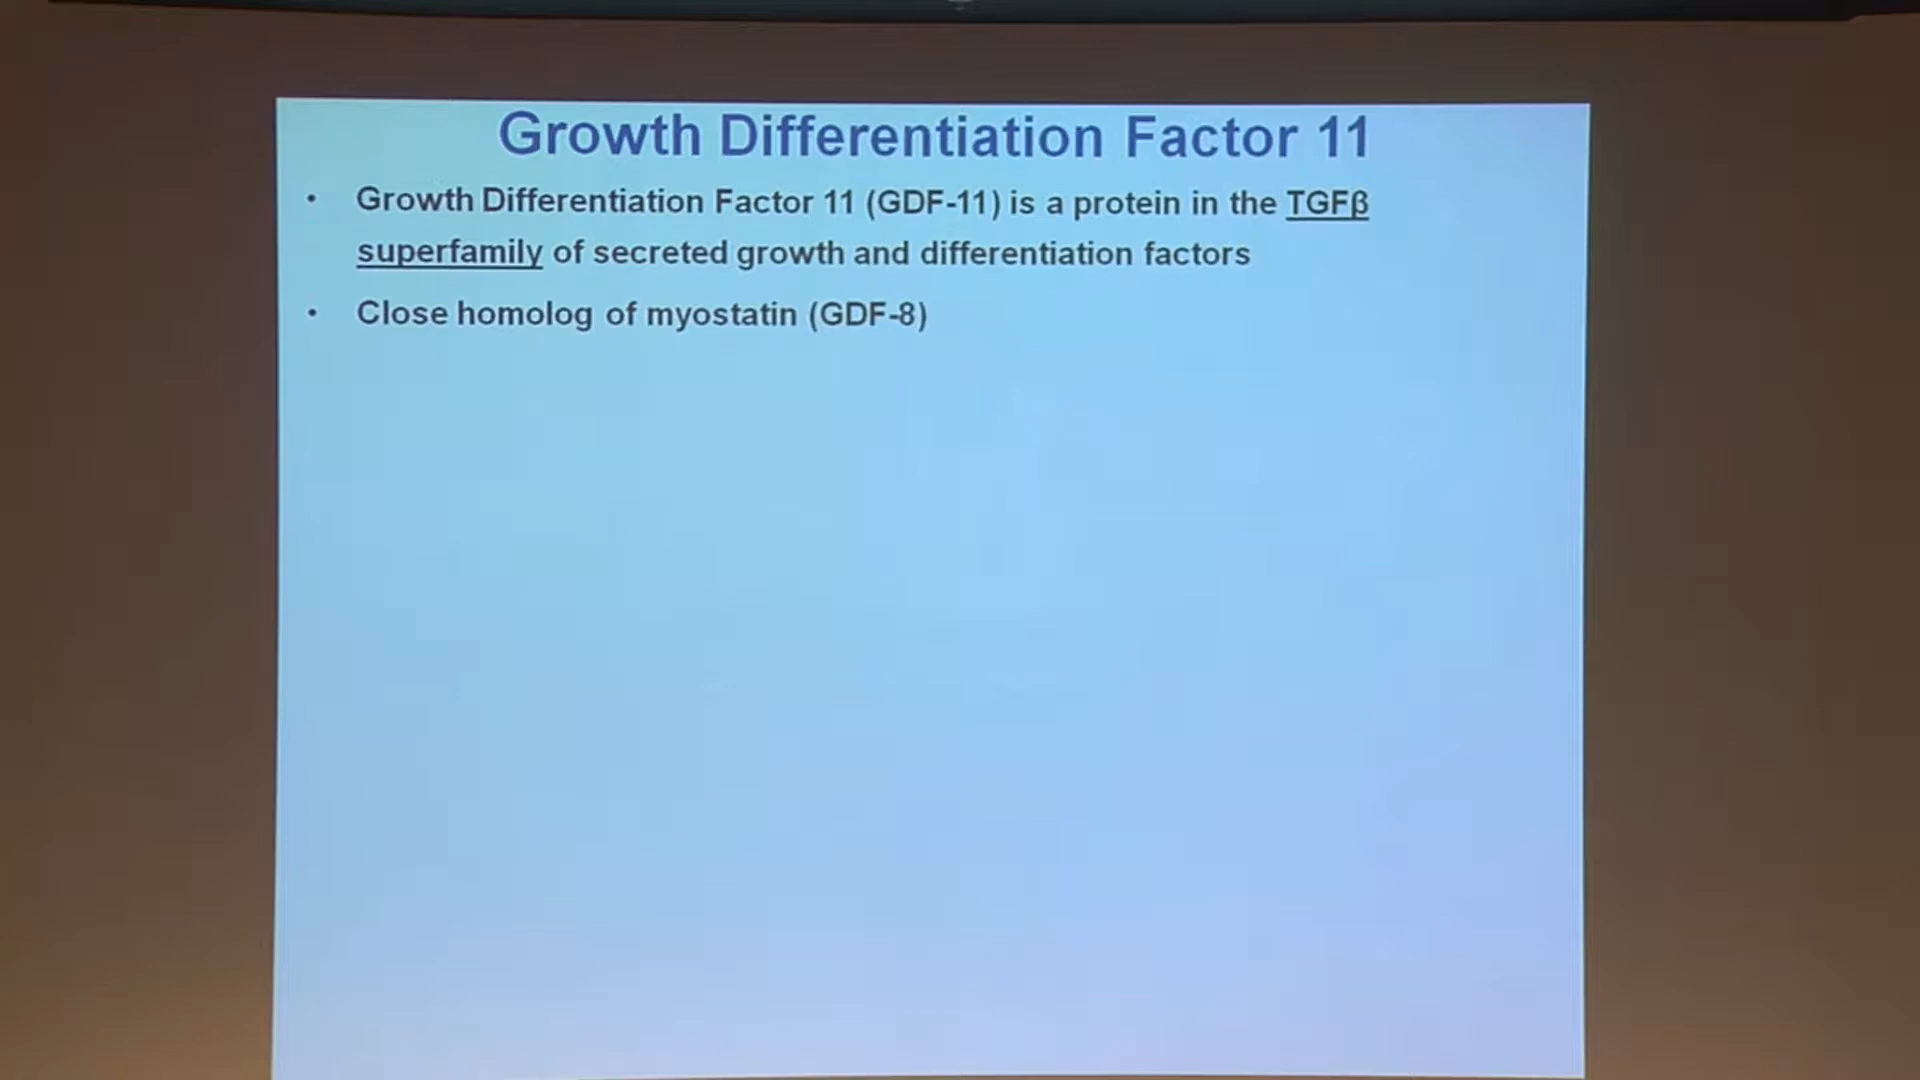 Growth Differentiation Factor 11
• Growth Differentiation Factor 11 (GDF-11) is a protein in the TGFβ
superfamily of secreted growth and differentiation factors
• Close homolog of myostatin (GDF-8)